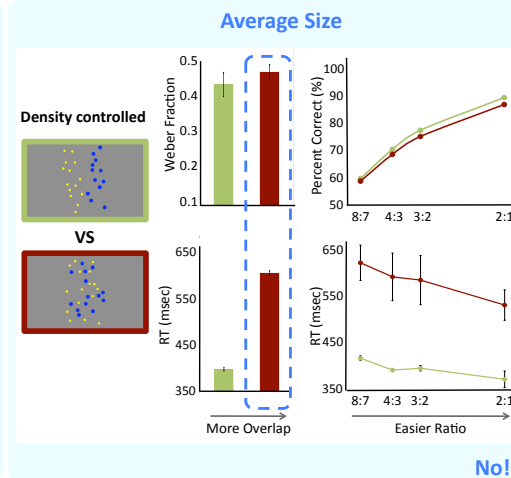 Average Size
Density controlled
VS
Weber Fraction
0.5
0.4
0.3
0.2
0.1
Percent Correct (%)
100
90
80
70
60
50
8:7 4:3 3:2 2:1
RT (msec)
650
550
450
350
More Overlap
RT (msec)
650
550
450
350
8:7 4:3 3:2 2:1
Easier Ratio
No!